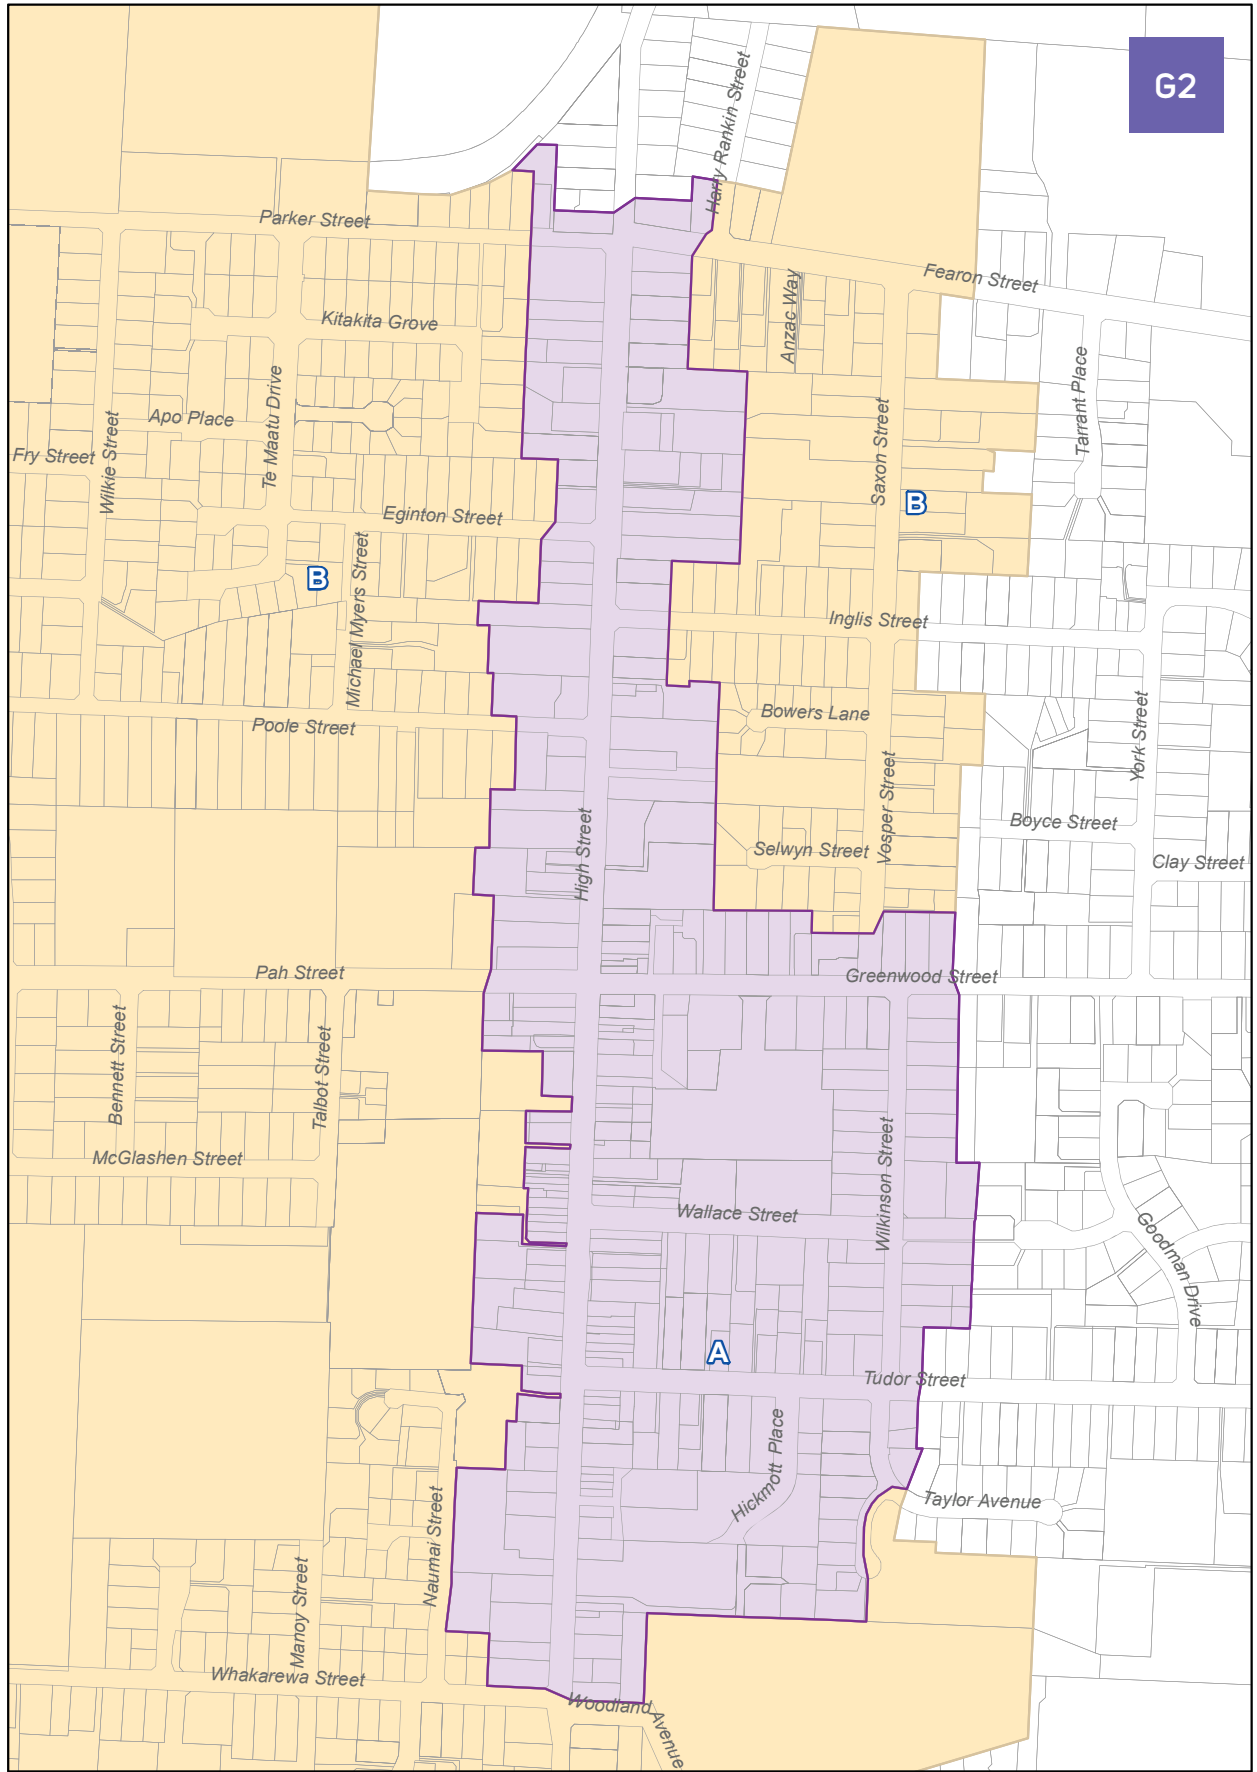 G2
Harry Rankin Street
Parker Street
Fearon Street
Anzac Way
Kitakita Grove
Tarrant Place
Te Maatu Drive
Apo Place
Wilkie Street
Fry Street
Saxon Street
B
Eginton Street
Michael Myers Street
B
Inglis Street
Bowers Lane
Poole Street
York Street
Vosper Street
High Street
Boyce Street
Selwyn Street
Clay Street
Pah Street
Greenwood Street
Bennett Street
Talbot Street
McGlashen Street
Wilkinson Street
Wallace Street
Goodman Drive
A
Tudor Street
Hickmott Place
Taylor Avenue
Naumai Street
Manoy Street
Whakarewa Street
Woodland Avenue